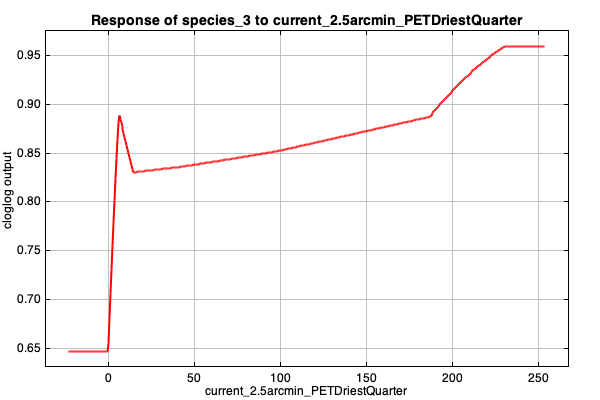 Response of species_3 to current_2.5arcmin_PETDriestQuarter
cloglog output
0.95
0.90
0.85
0.80
0.75
0.70
0.65
0 50 100 150 200 250
current_2.5arcmin_PETDriestQuarter